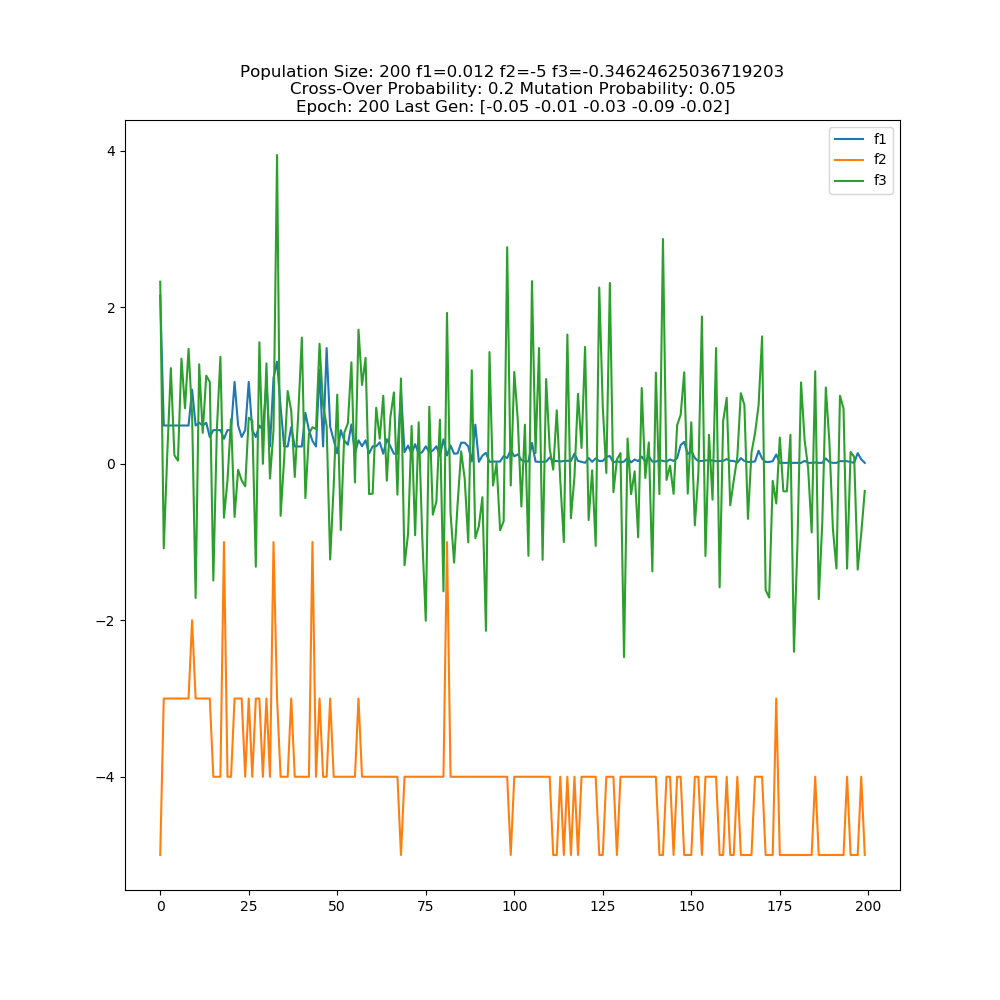 Population Size: 200 f1=0.012 f2=-5 f3=-0.34624625036719203
Cross-Over Probability: 0.2 Mutation Probability: 0.05
Epoch: 200 Last Gen: [-0.05 -0.01 -0.03 -0.09 -0.02]
f1
f2
f3
4
2
0
−2
−4
0 25 50 75 100 125 150 175 200